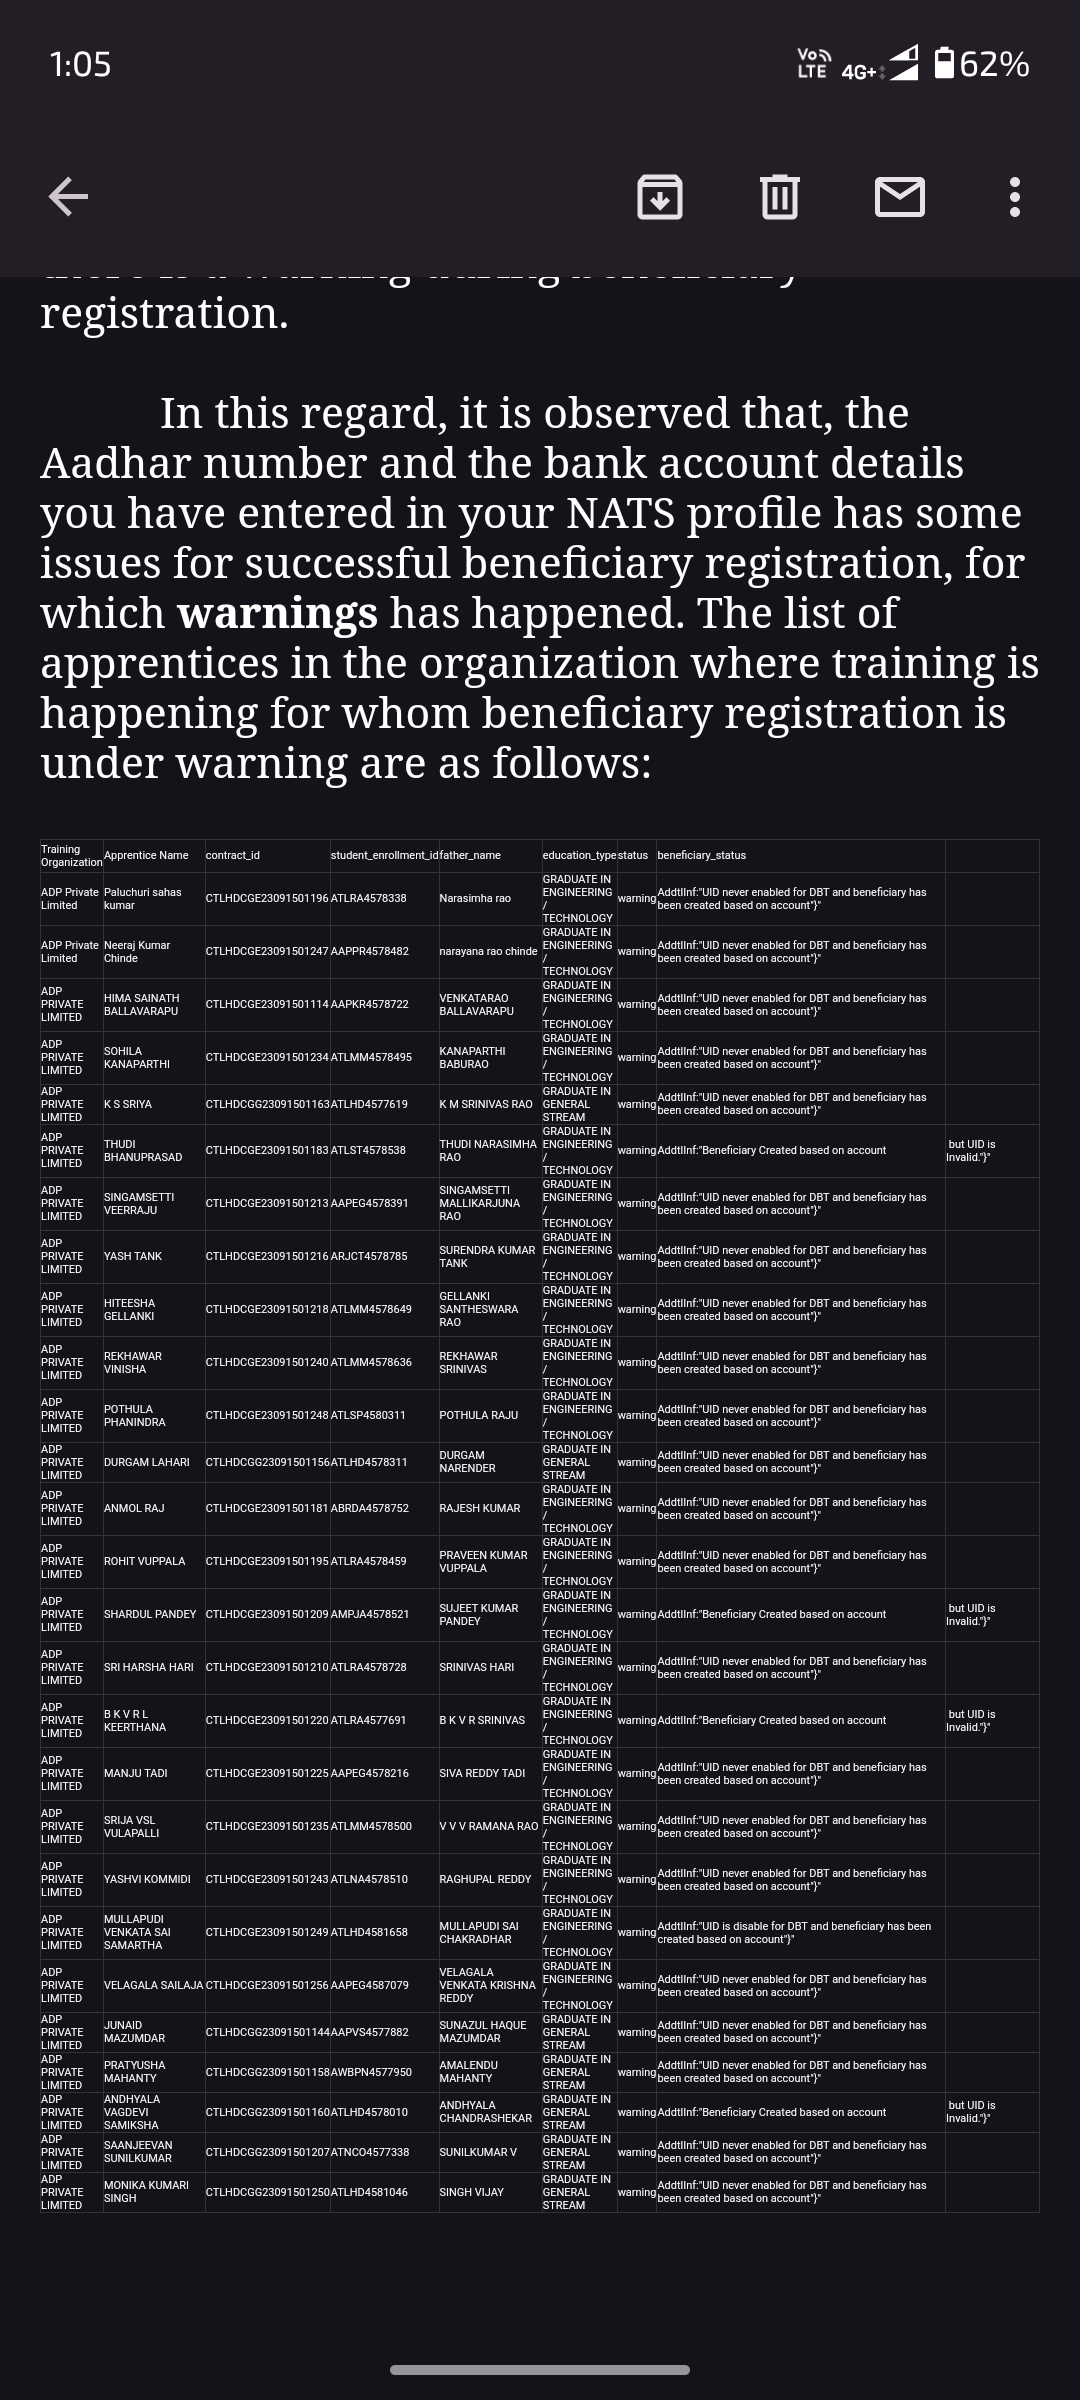 1:05
Vo LTE 4G+ 62%
registration.
In this regard, it is observed that, the
Aadhar number and the bank account details
you have entered in your NATS profile has some
issues for successful beneficiary registration, for
which warnings has happened. The list of
apprentices in the organization where training is
happening for whom beneficiary registration is
under warning are as follows:
Training Organization Apprentice Name contract_id student_enrollment_id father_name education_type status beneficiary_status
ADP Private Limited Paluchuri sahas kumar CTLHDCGE23091501196 ATLRA4578338 Narasimha rao GRADUATE IN ENGINEERING / TECHNOLOGY warning AddtlInf:"UID never enabled for DBT and beneficiary has been created based on account"}"
ADP Private Limited Neeraj Kumar Chinde CTLHDCGE23091501247 AAPPR4578482 narayana rao chinde GRADUATE IN ENGINEERING / TECHNOLOGY warning AddtlInf:"UID never enabled for DBT and beneficiary has been created based on account"}"
ADP PRIVATE LIMITED HIMA SAINATH BALLAVARAPU CTLHDCGE23091501114 AAPKR4578722 VENKATARAO BALLAVARAPU GRADUATE IN ENGINEERING / TECHNOLOGY warning AddtlInf:"UID never enabled for DBT and beneficiary has been created based on account"}"
ADP PRIVATE LIMITED SOHILA KANAPARTHI CTLHDCGE23091501234 ATLMM4578495 KANAPARTHI BABURAO GRADUATE IN ENGINEERING / TECHNOLOGY warning AddtlInf:"UID never enabled for DBT and beneficiary has been created based on account"}"
ADP PRIVATE LIMITED K S SRIYA CTLHDCGG23091501163 ATLHD4577619 K M SRINIVAS RAO GRADUATE IN GENERAL STREAM warning AddtlInf:"UID never enabled for DBT and beneficiary has been created based on account"}"
ADP PRIVATE LIMITED THUDI BHANUPRASAD CTLHDCGE23091501183 ATLST4578538 THUDI NARASIMHA RAO GRADUATE IN ENGINEERING / TECHNOLOGY warning AddtlInf:"Beneficiary Created based on account but UID is Invalid."}"
ADP PRIVATE LIMITED SINGAMSETTI VEERRAJU CTLHDCGE23091501213 AAPEG4578391 SINGAMSETTI MALLIKARJUNA RAO GRADUATE IN ENGINEERING / TECHNOLOGY warning AddtlInf:"UID never enabled for DBT and beneficiary has been created based on account"}"
ADP PRIVATE LIMITED YASH TANK CTLHDCGE23091501216 ARJCT4578785 SURENDRA KUMAR TANK GRADUATE IN ENGINEERING / TECHNOLOGY warning AddtlInf:"UID never enabled for DBT and beneficiary has been created based on account"}"
ADP PRIVATE LIMITED HITEESHA GELLANKI CTLHDCGE23091501218 ATLMM4578649 GELLANKI SANTHESWARA RAO GRADUATE IN ENGINEERING / TECHNOLOGY warning AddtlInf:"UID never enabled for DBT and beneficiary has been created based on account"}"
ADP PRIVATE LIMITED REKHAWAR VINISHA CTLHDCGE23091501240 ATLMM4578636 REKHAWAR SRINIVAS GRADUATE IN ENGINEERING / TECHNOLOGY warning AddtlInf:"UID never enabled for DBT and beneficiary has been created based on account"}"
ADP PRIVATE LIMITED POTHULA PHANINDRA CTLHDCGE23091501248 ATLSP4580311 POTHULA RAJU GRADUATE IN ENGINEERING / TECHNOLOGY warning AddtlInf:"UID never enabled for DBT and beneficiary has been created based on account"}"
ADP PRIVATE LIMITED DURGAM LAHARI CTLHDCGG23091501156 ATLHD4578311 DURGAM NARENDER GRADUATE IN GENERAL STREAM warning AddtlInf:"UID never enabled for DBT and beneficiary has been created based on account"}"
ADP PRIVATE LIMITED ANMOL RAJ CTLHDCGE23091501181 ABRDA4578752 RAJESH KUMAR GRADUATE IN ENGINEERING / TECHNOLOGY warning AddtlInf:"UID never enabled for DBT and beneficiary has been created based on account"}"
ADP PRIVATE LIMITED ROHIT VUPPALA CTLHDCGE23091501195 ATLRA4578459 PRAVEEN KUMAR VUPPALA GRADUATE IN ENGINEERING / TECHNOLOGY warning AddtlInf:"UID never enabled for DBT and beneficiary has been created based on account"}"
ADP PRIVATE LIMITED SHARDUL PANDEY CTLHDCGE23091501209 AMPJA4578521 SUJEET KUMAR PANDEY GRADUATE IN ENGINEERING / TECHNOLOGY warning AddtlInf:"Beneficiary Created based on account but UID is Invalid."}"
ADP PRIVATE LIMITED SRI HARSHA HARI CTLHDCGE23091501210 ATLRA4578728 SRINIVAS HARI GRADUATE IN ENGINEERING / TECHNOLOGY warning AddtlInf:"UID never enabled for DBT and beneficiary has been created based on account"}"
ADP PRIVATE LIMITED B K V R L KEERTHANA CTLHDCGE23091501220 ATLRA4577691 B K V R SRINIVAS GRADUATE IN ENGINEERING / TECHNOLOGY warning AddtlInf:"Beneficiary Created based on account but UID is Invalid."}"
ADP PRIVATE LIMITED MANJU TADI CTLHDCGE23091501225 AAPEG4578216 SIVA REDDY TADI GRADUATE IN ENGINEERING / TECHNOLOGY warning AddtlInf:"UID never enabled for DBT and beneficiary has been created based on account"}"
ADP PRIVATE LIMITED SRIJA VSL VULAPALLI CTLHDCGE23091501235 ATLMM4578500 V V V RAMANA RAO GRADUATE IN ENGINEERING / TECHNOLOGY warning AddtlInf:"UID never enabled for DBT and beneficiary has been created based on account"}"
ADP PRIVATE LIMITED YASHVI KOMMIDI CTLHDCGE23091501243 ATLNA4578510 RAGHUPAL REDDY GRADUATE IN ENGINEERING / TECHNOLOGY warning AddtlInf:"UID never enabled for DBT and beneficiary has been created based on account"}"
ADP PRIVATE LIMITED MULLAPUDI VENKATA SAI SAMARTHA CTLHDCGE23091501249 ATLHD4581658 MULLAPUDI SAI CHAKRADHAR GRADUATE IN ENGINEERING / TECHNOLOGY warning AddtlInf:"UID is disable for DBT and beneficiary has been created based on account"}"
ADP PRIVATE LIMITED VELAGALA SAILAJA CTLHDCGE23091501256 AAPEG4587079 VELAGALA VENKATA KRISHNA REDDY GRADUATE IN ENGINEERING / TECHNOLOGY warning AddtlInf:"UID never enabled for DBT and beneficiary has been created based on account"}"
ADP PRIVATE LIMITED JUNAID MAZUMDAR CTLHDCGG23091501144 AAPVS4577882 SUNAZUL HAQUE MAZUMDAR GRADUATE IN GENERAL STREAM warning AddtlInf:"UID never enabled for DBT and beneficiary has been created based on account"}"
ADP PRIVATE LIMITED PRATYUSHA MAHANTY CTLHDCGG23091501158 AWBPN4577950 AMALENDU MAHANTY GRADUATE IN GENERAL STREAM warning AddtlInf:"UID never enabled for DBT and beneficiary has been created based on account"}"
ADP PRIVATE LIMITED ANDHYALA VAGDEVI SAMIKSHA CTLHDCGG23091501160 ATLHD4578010 ANDHYALA CHANDRASHEKAR GRADUATE IN GENERAL STREAM warning AddtlInf:"Beneficiary Created based on account but UID is Invalid."}"
ADP PRIVATE LIMITED SAANJEEVAN SUNILKUMAR CTLHDCGG23091501207 ATNCO4577338 SUNILKUMAR V GRADUATE IN GENERAL STREAM warning AddtlInf:"UID never enabled for DBT and beneficiary has been created based on account"}"
ADP PRIVATE LIMITED MONIKA KUMARI SINGH CTLHDCGG23091501250 ATLHD4581046 SINGH VIJAY GRADUATE IN GENERAL STREAM warning AddtlInf:"UID never enabled for DBT and beneficiary has been created based on account"}"